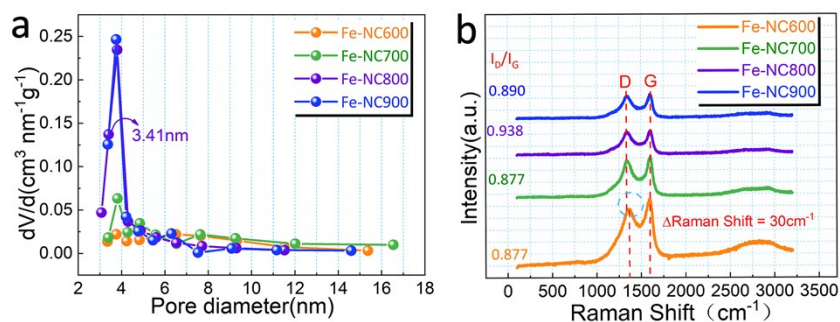 a
dV/d(cm³ nm⁻¹g⁻¹)
0.25
0.20
0.15
0.10
0.05
0.00
Fe-NC600
Fe-NC700
Fe-NC800
Fe-NC900
3.41nm
2 4 6 8 10 12 14 16 18
Pore diameter(nm)
b
Intensity(a.u.)
I_D/I_G
0.890
0.938
0.877
0.877
D G
Fe-NC600
Fe-NC700
Fe-NC800
Fe-NC900
ΔRaman Shift = 30cm⁻¹
0 500 1000 1500 2000 2500 3000 3500
Raman Shift（cm⁻¹）